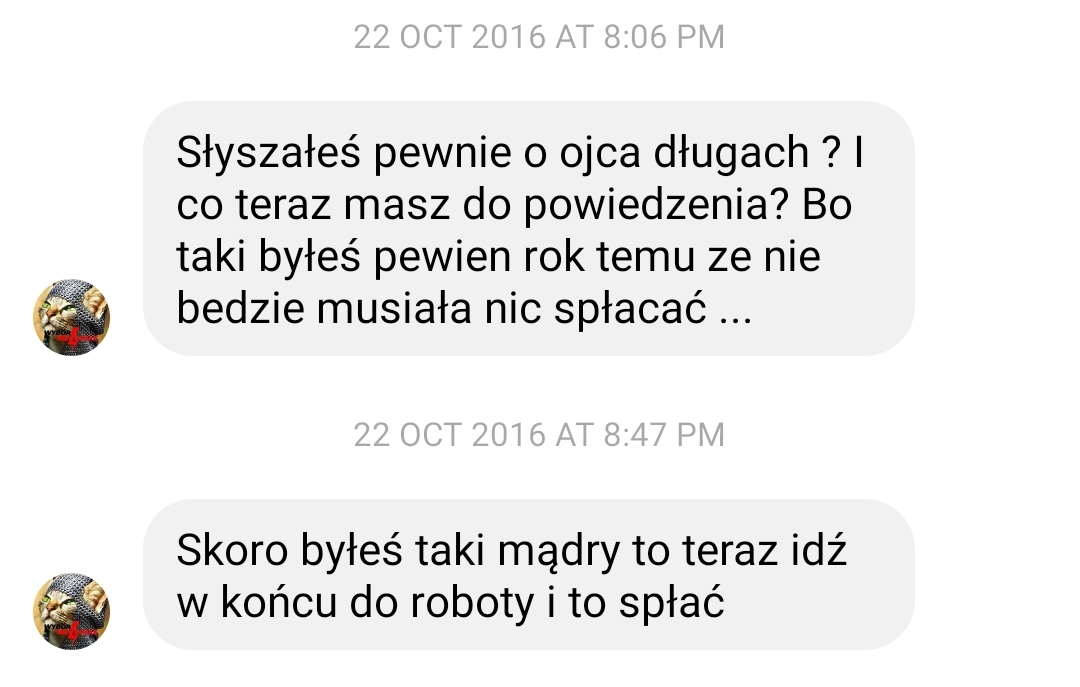 22 OCT 2016 AT 8:06 PM
Słyszałeś pewnie o ojca długach ? I
co teraz masz do powiedzenia? Bo
taki byłeś pewien rok temu ze nie
bedzie musiała nic spłacać ...
22 OCT 2016 AT 8:47 PM
Skoro byłeś taki mądry to teraz idź
w końcu do roboty i to spłać